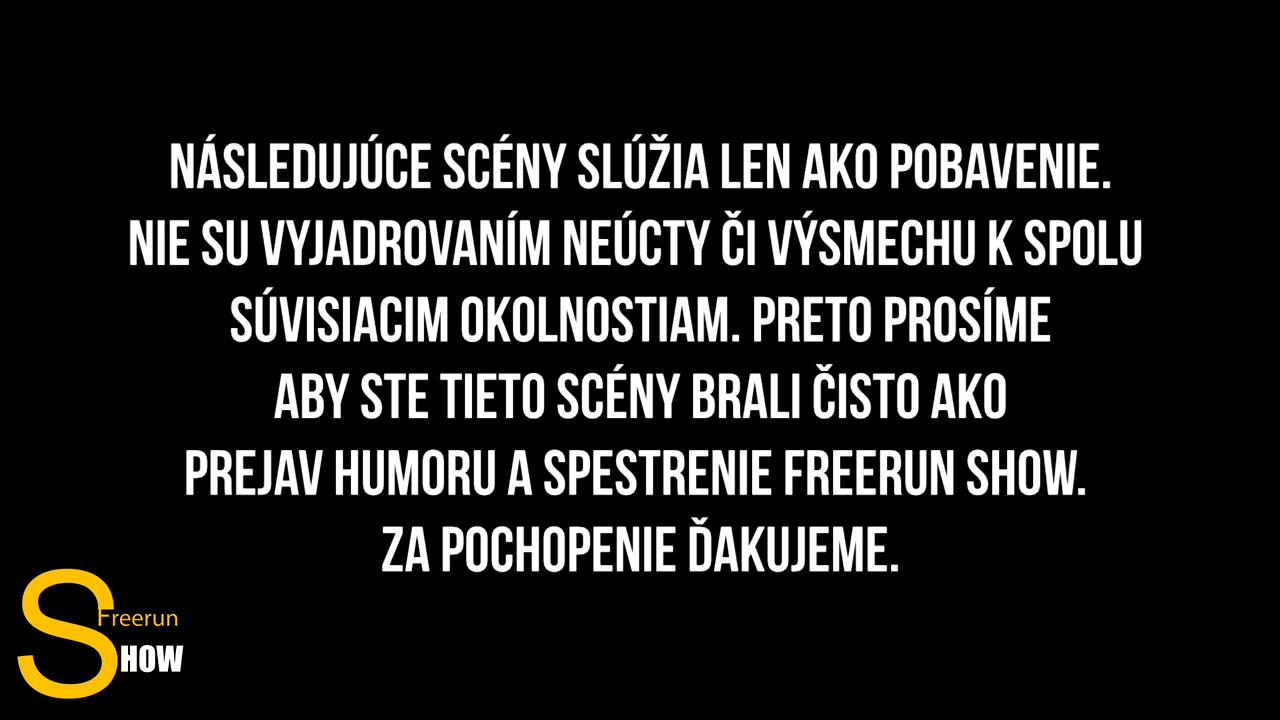 NÁSLEDUJÚCE SCÉNY SLÚŽIA LEN AKO POBAVENIE.
NIE SU VYJADROVANÍM NEÚCTY ČI VÝSMECHU K SPOLU
SÚVISIACIM OKOLNOSTIAM. PRETO PROSÍME
ABY STE TIETO SCÉNY BRALI ČISTO AKO
PREJAV HUMORU A SPESTRENIE FREERUN SHOW.
ZA POCHOPENIE ĎAKUJEME.
Freerun
SHOW